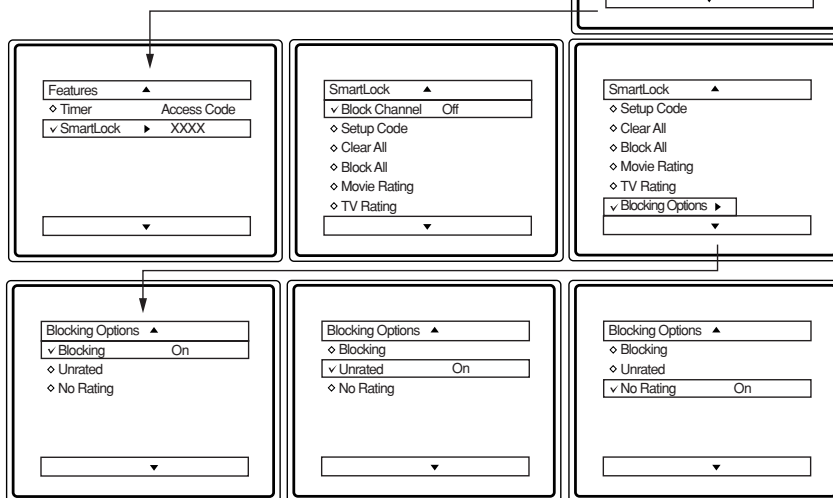 Features
Timer Access Code
SmartLock XXXX
SmartLock
Block Channel Off
Setup Code
Clear All
Block All
Movie Rating
TV Rating
SmartLock
Setup Code
Clear All
Block All
Movie Rating
TV Rating
Blocking Options
Blocking Options
Blocking On
Unrated
No Rating
Blocking Options
Blocking
Unrated On
No Rating
Blocking Options
Blocking
Unrated
No Rating On